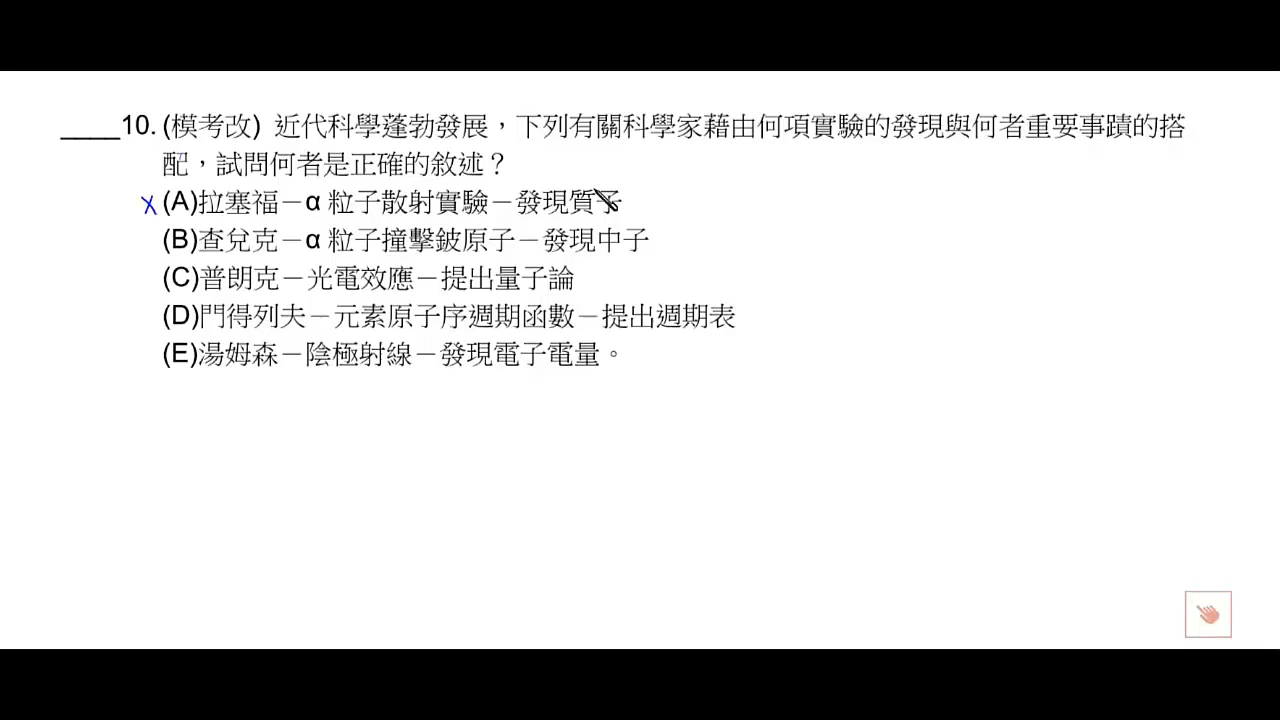 ____10. (模考改) 近代科學蓬勃發展，下列有關科學家藉由何項實驗的發現與何者重要事蹟的搭
配，試問何者是正確的敘述？
x (A)拉塞福－α 粒子散射實驗－發現質子
(B)查兌克－α 粒子撞擊鈹原子－發現中子
(C)普朗克－光電效應－提出量子論
(D)門得列夫－元素原子序週期函數－提出週期表
(E)湯姆森－陰極射線－發現電子電量。